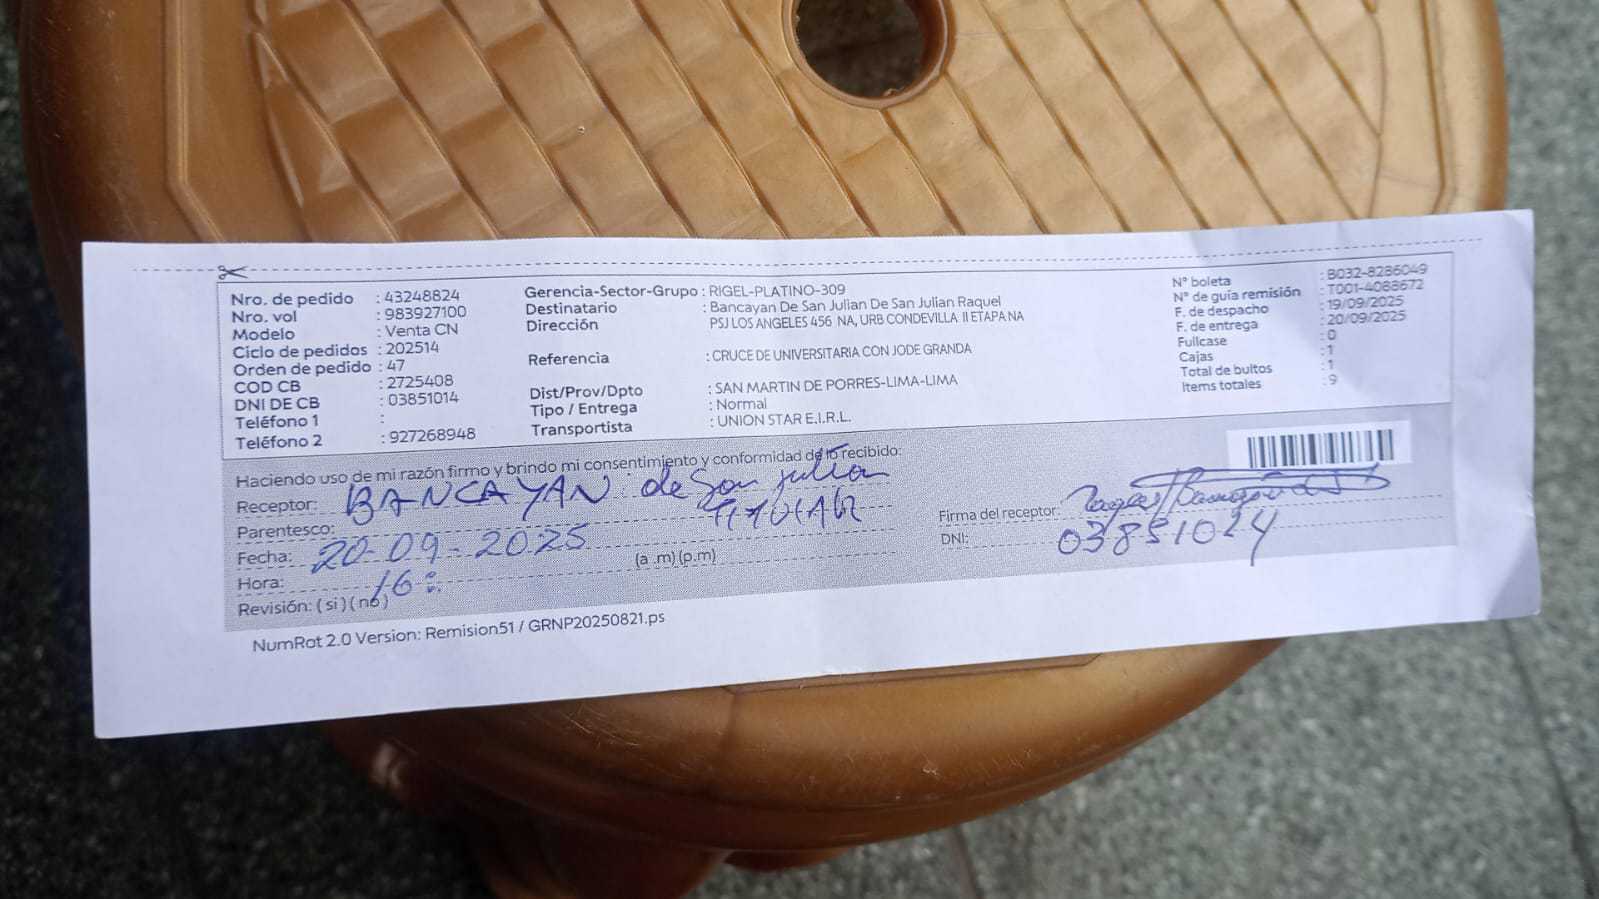 Nro. de pedido : 43248824
Nro. vol : 983927100
Modelo : Venta CN
Ciclo de pedidos : 202514
Orden de pedido : 47
COD CB : 2725408
DNI DE CB : 03851014
Teléfono 1 :
Teléfono 2 : 927268948
Gerencia-Sector-Grupo : RIGEL-PLATINO-309
Destinatario : Bancayan De San Julian De San Julian Raquel
Dirección PSJ LOS ANGELES 456 NA, URB CONDEVILLA II ETAPA NA
Referencia : CRUCE DE UNIVERSITARIA CON JODE GRANDA
Dist/Prov/Dpto : SAN MARTIN DE PORRES-LIMA-LIMA
Tipo / Entrega : Normal
Transportista : UNION STAR E.I.R.L.
N° boleta : B032-8286049
N° de guía remisión : T001-4088672
F. de despacho : 19/09/2025
F. de entrega : 20/09/2025
Fullcase : 0
Cajas : 1
Total de bultos : 1
Items totales : 9
Haciendo uso de mi razón firmo y brindo mi consentimiento y conformidad de lo recibido:
Receptor: BANCAYAN de San julian
Parentesco: TITULAR
Fecha: 20-09-2025
Hora: 16: (a .m) (p.m)
Revisión: ( si ) ( no )
Firma del receptor:
DNI: 03851024
NumRot 2.0 Version: Remision51 / GRNP20250821.ps